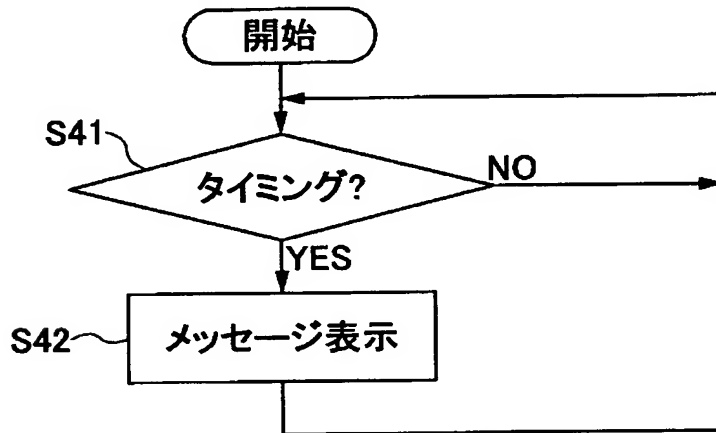 開始
S41
タイミング?
NO
YES
S42
メッセージ表示